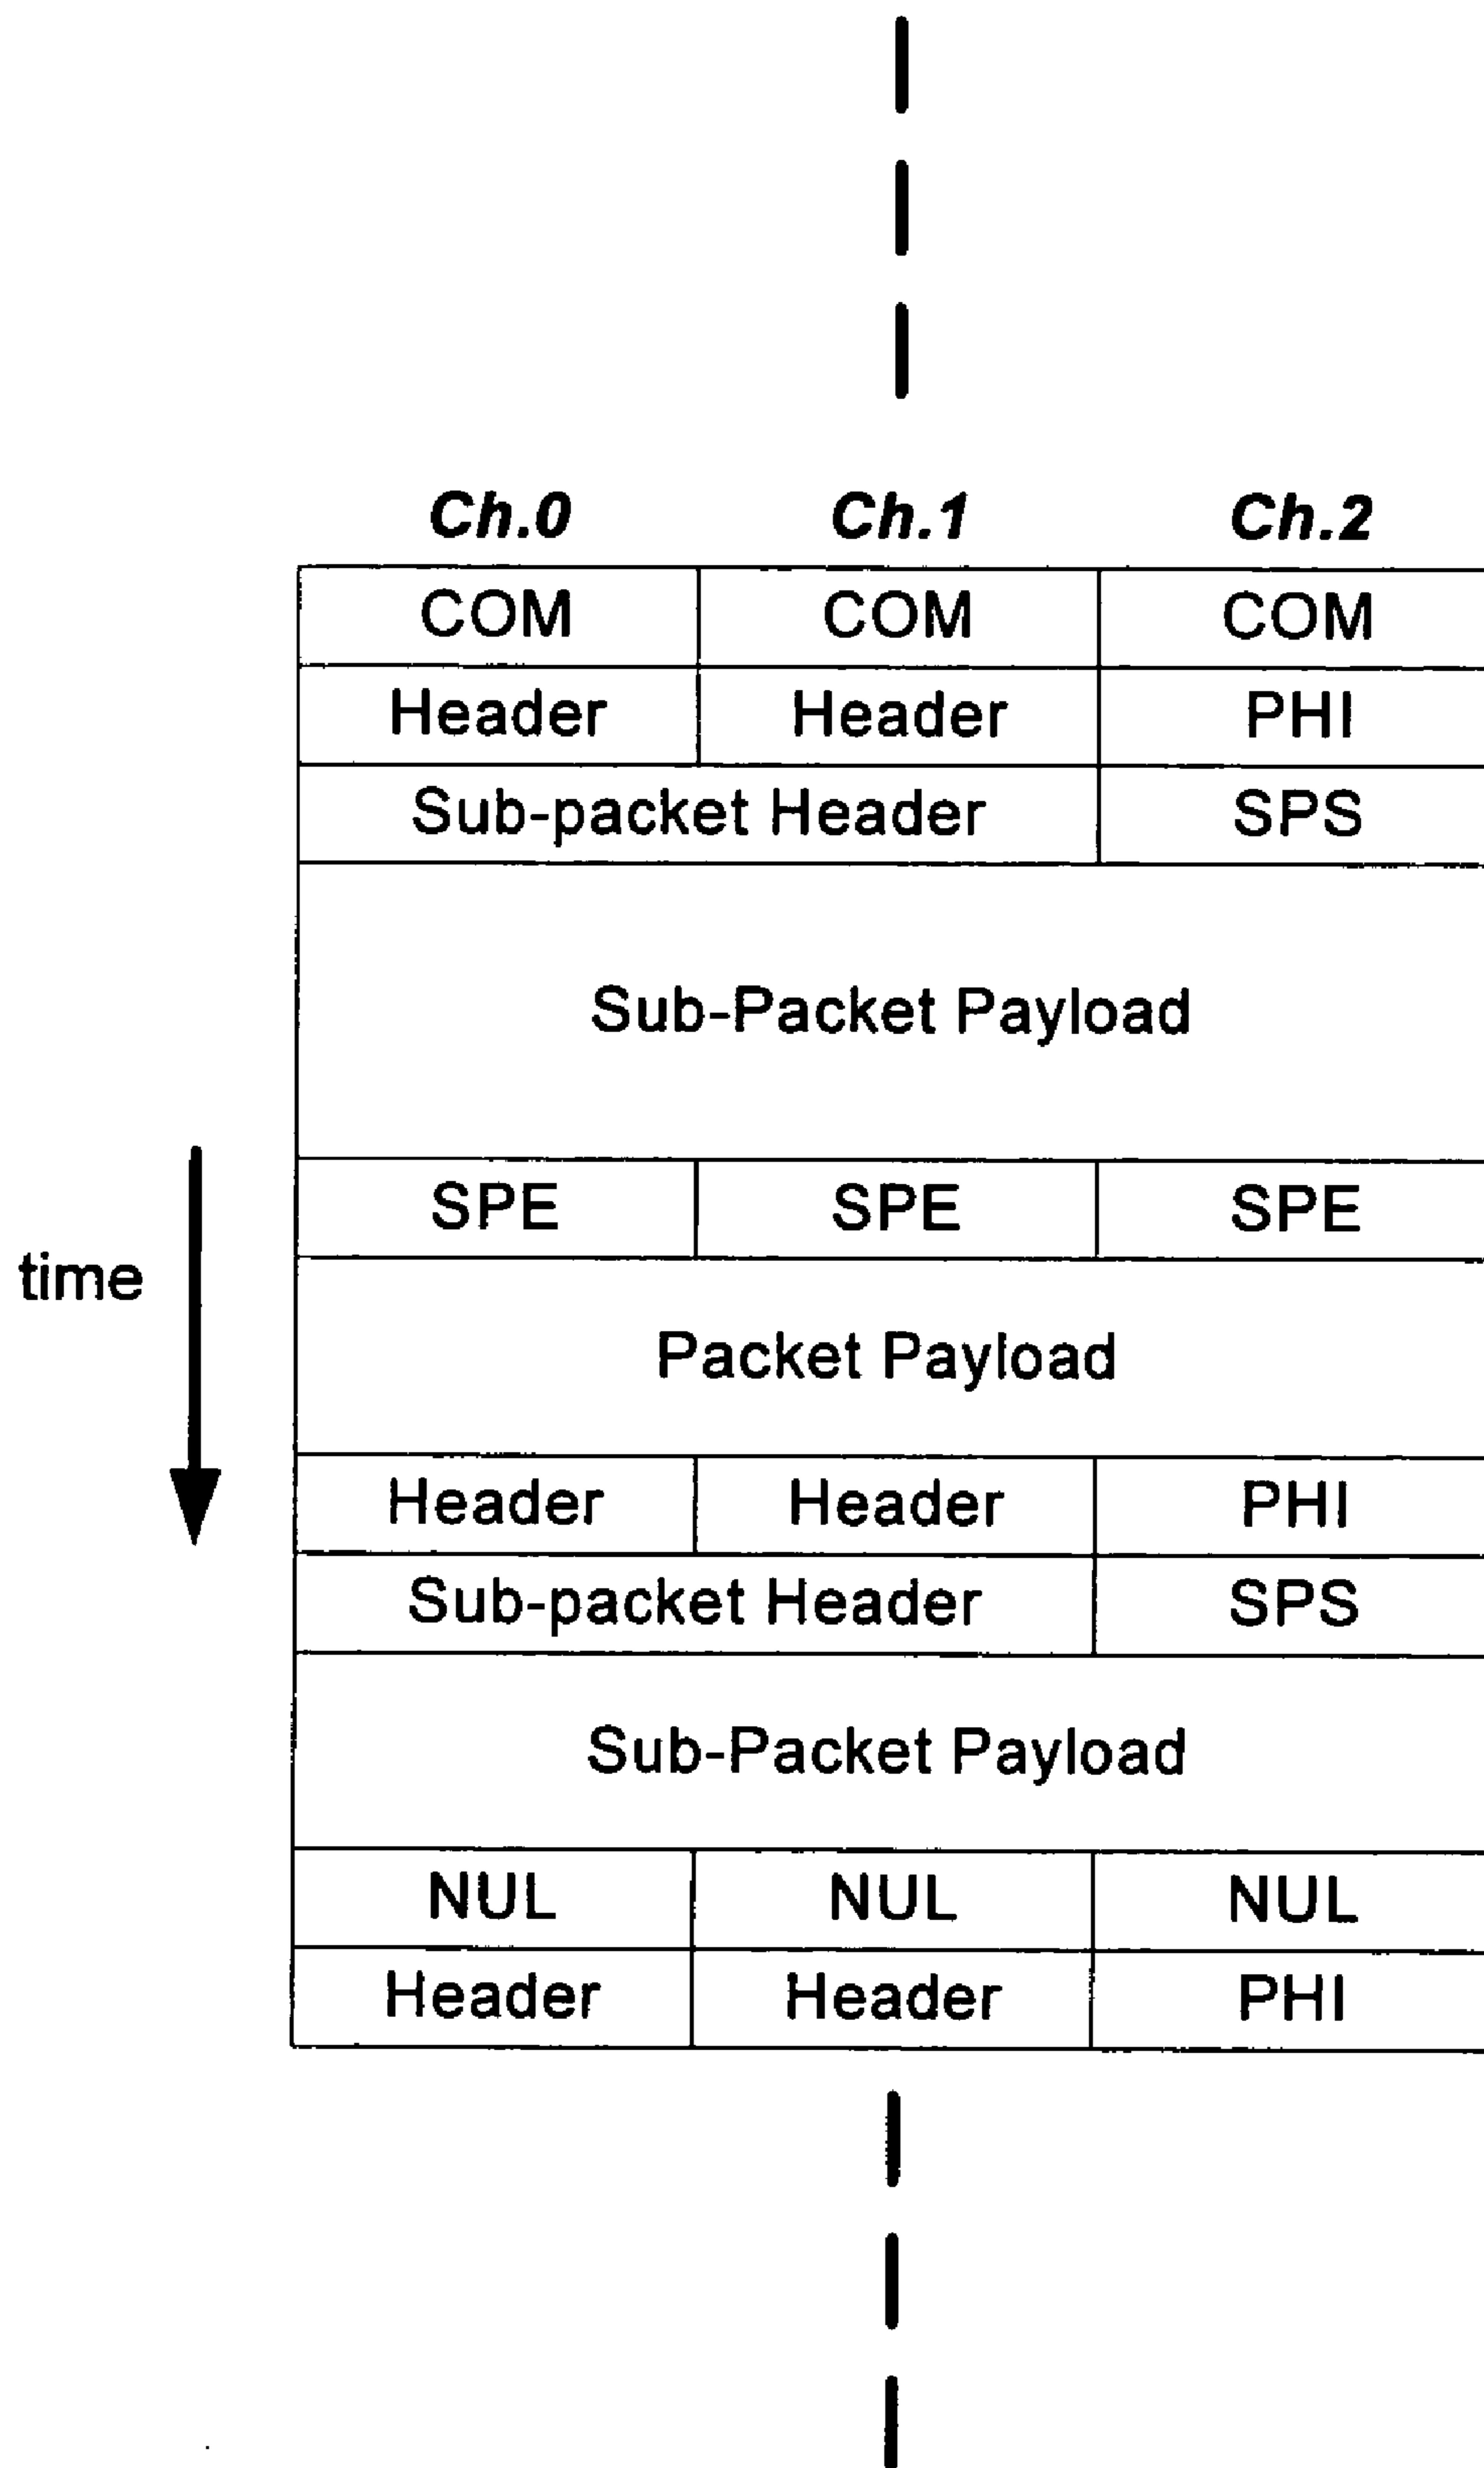 Ch.0 Ch.1 Ch.2
COM COM COM
Header Header PHI
Sub-packet Header SPS
Sub-Packet Payload
SPE SPE SPE
time
Packet Payload
Header Header PHI
Sub-packet Header SPS
Sub-Packet Payload
NUL NUL NUL
Header Header PHI